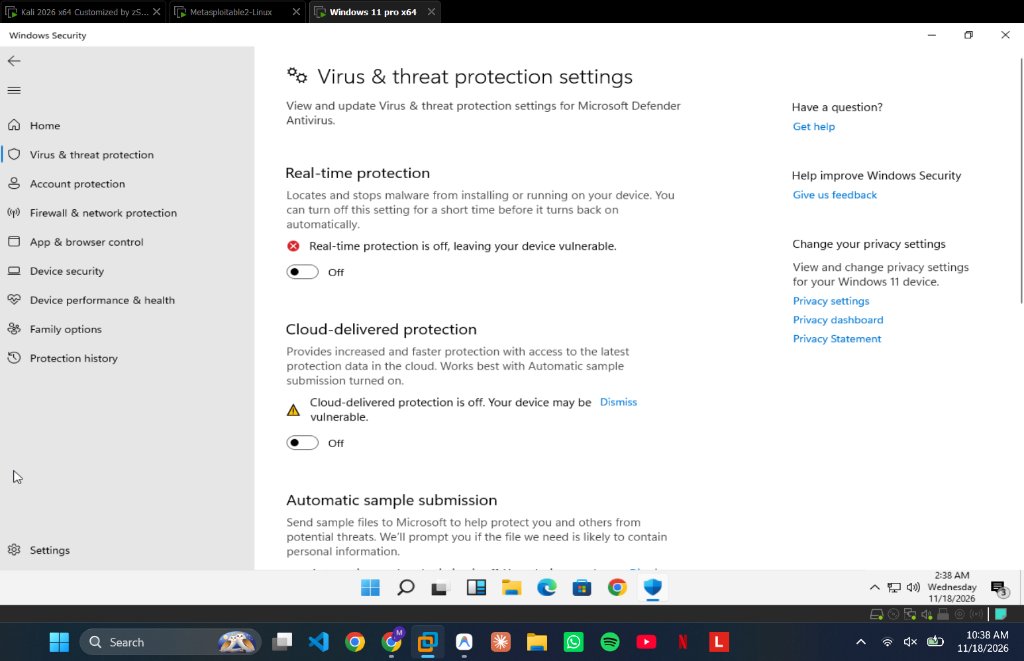 Kali 2026 x64 Customized by zS...
Metasploitable2-Linux
Windows 11 pro x64
Windows Security
Home
Virus & threat protection
Account protection
Firewall & network protection
App & browser control
Device security
Device performance & health
Family options
Protection history
Settings
Virus & threat protection settings
View and update Virus & threat protection settings for Microsoft Defender
Antivirus.
Real-time protection
Locates and stops malware from installing or running on your device. You
can turn off this setting for a short time before it turns back on
automatically.
Real-time protection is off, leaving your device vulnerable.
Off
Cloud-delivered protection
Provides increased and faster protection with access to the latest
protection data in the cloud. Works best with Automatic sample
submission turned on.
Cloud-delivered protection is off. Your device may be
vulnerable.
Dismiss
Off
Automatic sample submission
Send sample files to Microsoft to help protect you and others from
potential threats. We'll prompt you if the file we need is likely to contain
personal information.
Have a question?
Get help
Help improve Windows Security
Give us feedback
Change your privacy settings
View and change privacy settings
for your Windows 11 device.
Privacy settings
Privacy dashboard
Privacy Statement
2:38 AM
Wednesday
11/18/2026
3
Search
M
L
10:38 AM
11/18/2026